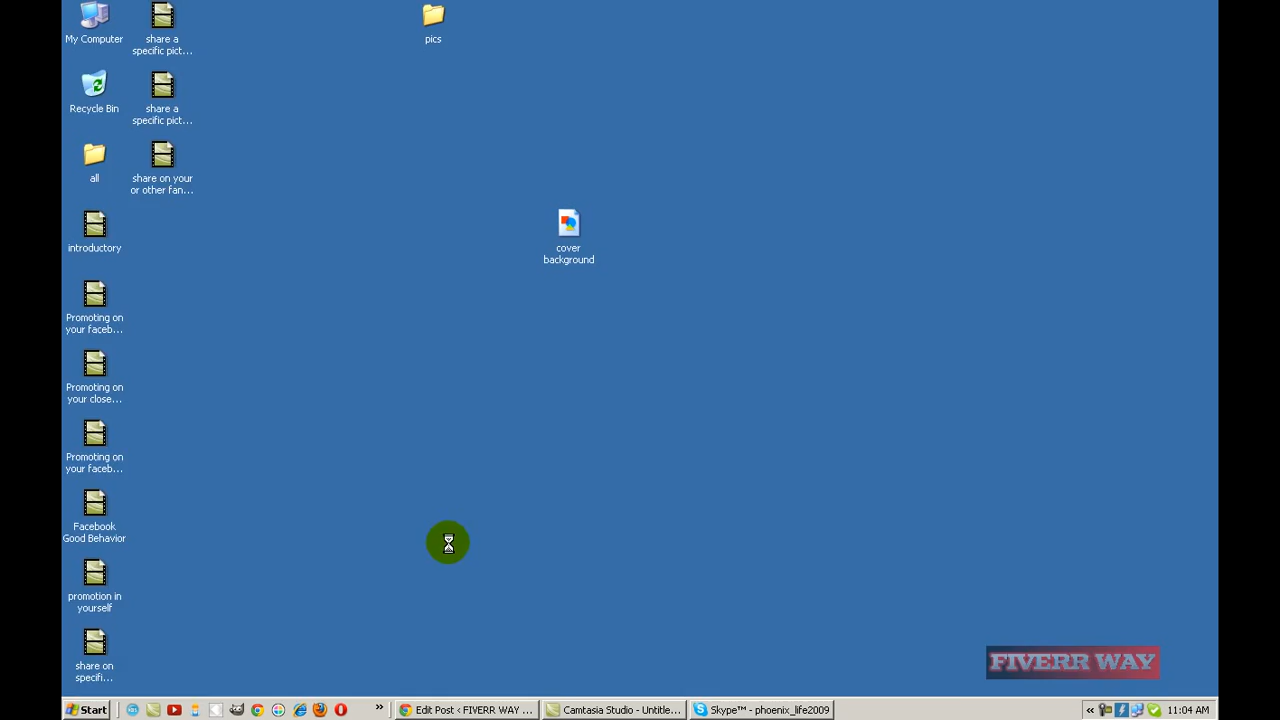 My Computer
share a
specific pict...
pics
Recycle Bin
share a
specific pict...
all
share on your
or other fan...
introductory
cover
background
Promoting on
your faceb...
Promoting on
your close...
Promoting on
your faceb...
Facebook
Good Behavior
promotion in
yourself
share on
specifi...
FIVERR WAY
Start
»
Edit Post ‹ FIVERR WAY ...
Camtasia Studio - Untitle...
Skype™ - phoenix_life2009
«
11:04 AM